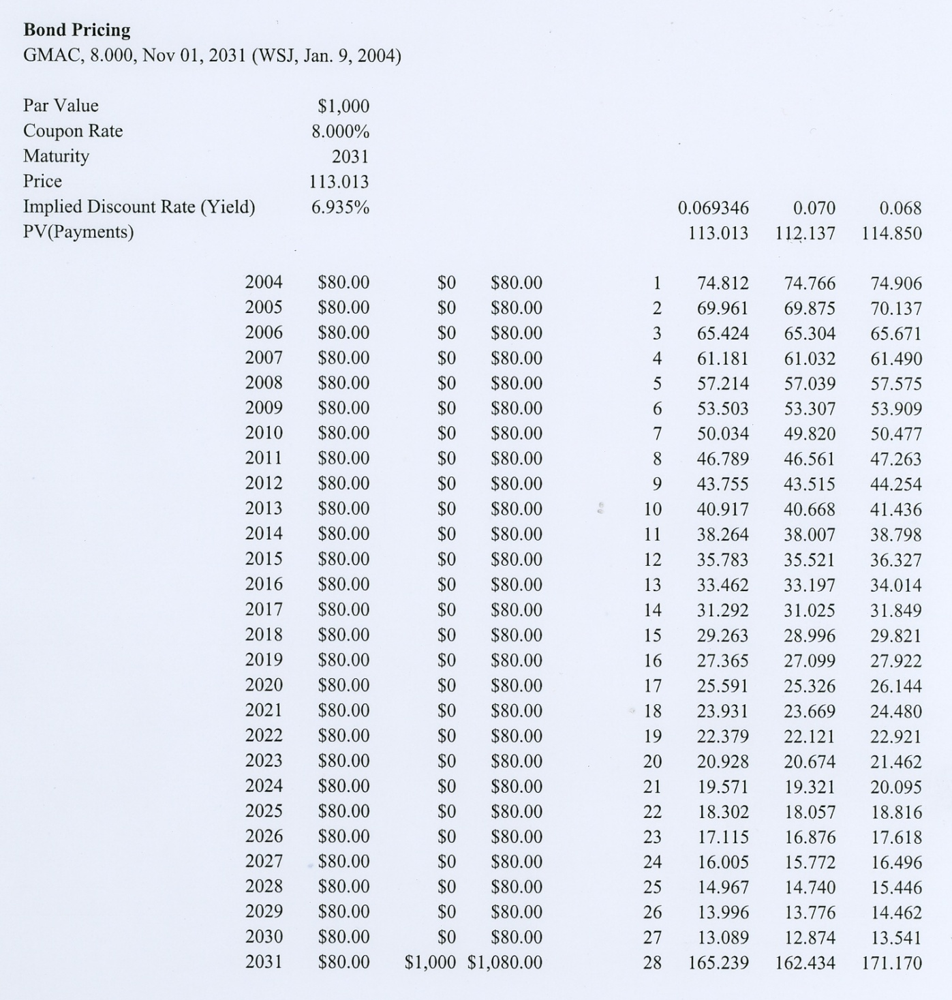 Bond Pricing
GMAC, 8.000, Nov 01, 2031 (WSJ, Jan. 9, 2004)
Par Value $1,000
Coupon Rate 8.000%
Maturity 2031
Price 113.013
Implied Discount Rate (Yield) 6.935% 0.069346 0.070 0.068
PV(Payments) 113.013 112.137 114.850
2004 $80.00 $0 $80.00 1 74.812 74.766 74.906
2005 $80.00 $0 $80.00 2 69.961 69.875 70.137
2006 $80.00 $0 $80.00 3 65.424 65.304 65.671
2007 $80.00 $0 $80.00 4 61.181 61.032 61.490
2008 $80.00 $0 $80.00 5 57.214 57.039 57.575
2009 $80.00 $0 $80.00 6 53.503 53.307 53.909
2010 $80.00 $0 $80.00 7 50.034 49.820 50.477
2011 $80.00 $0 $80.00 8 46.789 46.561 47.263
2012 $80.00 $0 $80.00 9 43.755 43.515 44.254
2013 $80.00 $0 $80.00 10 40.917 40.668 41.436
2014 $80.00 $0 $80.00 11 38.264 38.007 38.798
2015 $80.00 $0 $80.00 12 35.783 35.521 36.327
2016 $80.00 $0 $80.00 13 33.462 33.197 34.014
2017 $80.00 $0 $80.00 14 31.292 31.025 31.849
2018 $80.00 $0 $80.00 15 29.263 28.996 29.821
2019 $80.00 $0 $80.00 16 27.365 27.099 27.922
2020 $80.00 $0 $80.00 17 25.591 25.326 26.144
2021 $80.00 $0 $80.00 18 23.931 23.669 24.480
2022 $80.00 $0 $80.00 19 22.379 22.121 22.921
2023 $80.00 $0 $80.00 20 20.928 20.674 21.462
2024 $80.00 $0 $80.00 21 19.571 19.321 20.095
2025 $80.00 $0 $80.00 22 18.302 18.057 18.816
2026 $80.00 $0 $80.00 23 17.115 16.876 17.618
2027 $80.00 $0 $80.00 24 16.005 15.772 16.496
2028 $80.00 $0 $80.00 25 14.967 14.740 15.446
2029 $80.00 $0 $80.00 26 13.996 13.776 14.462
2030 $80.00 $0 $80.00 27 13.089 12.874 13.541
2031 $80.00 $1,000 $1,080.00 28 165.239 162.434 171.170